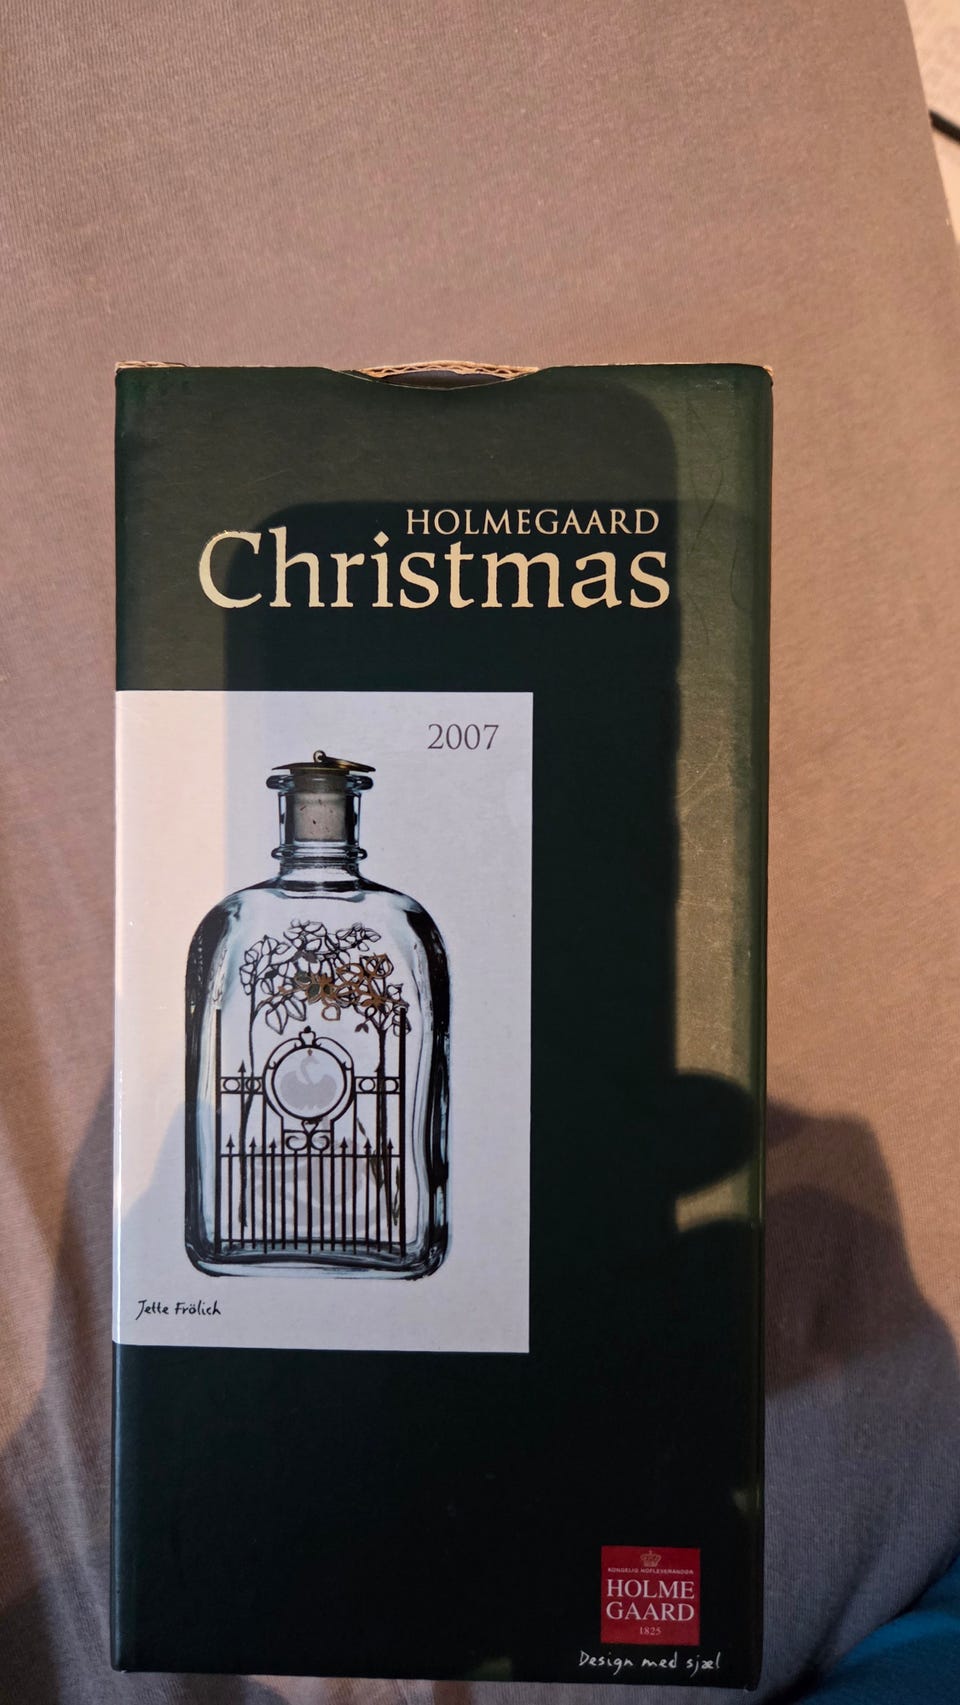 HOLMEGAARD
Christmas
2007
Jette Frölich
KONGELIG HOFLEVERANDØR
HOLME
GAARD
1825
Design med sjæl